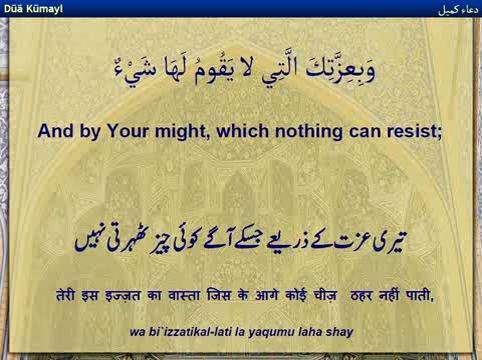 Düā Kümayl
دعاء كميل
وَبِعِزَّتِكَ الَّتِي لا يَقُومُ لَهَا شَيْءٌ
And by Your might, which nothing can resist;
تیری عزت کے ذریعے جسکے آگے کوئی چیز ٹھہرتی نہیں
तेरी इस इज्ज़त का वास्ता जिस के आगे कोई चीज़ ठहर नहीं पाती,
wa bi`izzatikal-lati la yaqumu laha shay